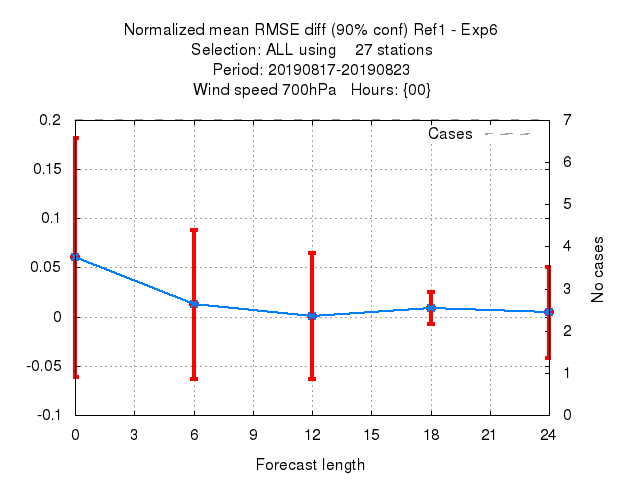 Normalized mean RMSE diff (90% conf) Ref1 - Exp6
Selection: ALL using    27 stations
Period: 20190817-20190823
Wind speed 700hPa   Hours: {00}
Cases
0.2
0.15
0.1
0.05
0
-0.05
-0.1
7
6
5
4
3
2
1
0
No cases
0 3 6 9 12 15 18 21 24
Forecast length